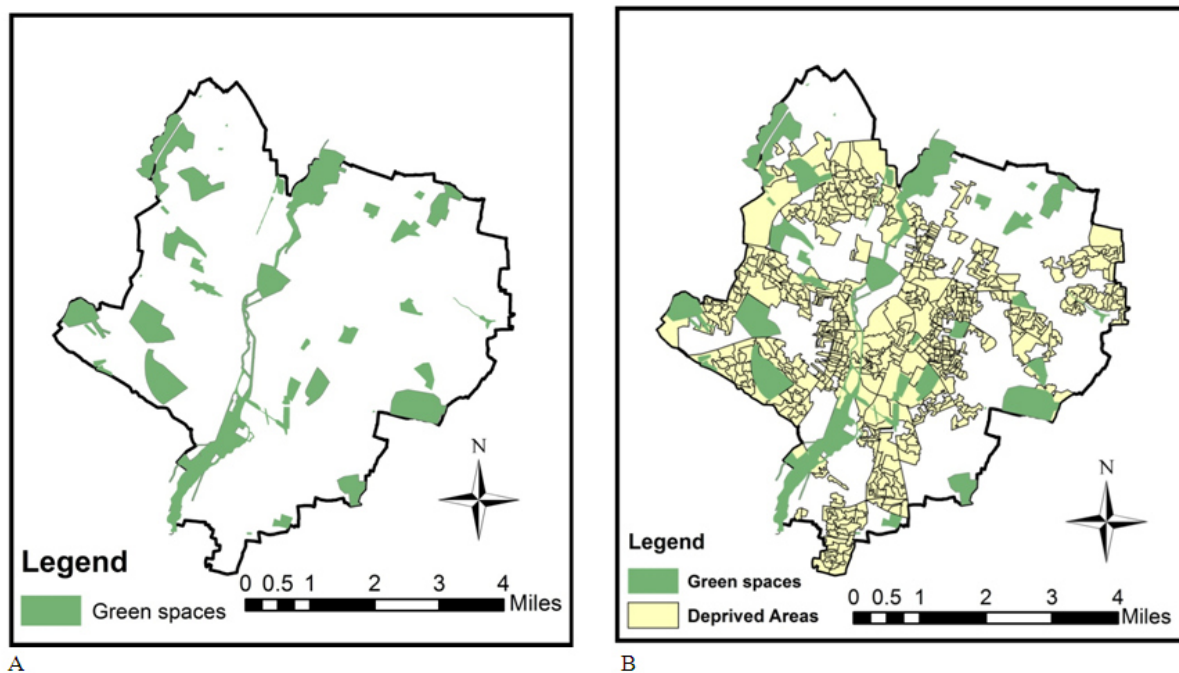 N
Legend
Green spaces
0 0.5 1 2 3 4
Miles
A
N
Legend
Green spaces
Deprived Areas
0 0.5 1 2 3 4
Miles
B